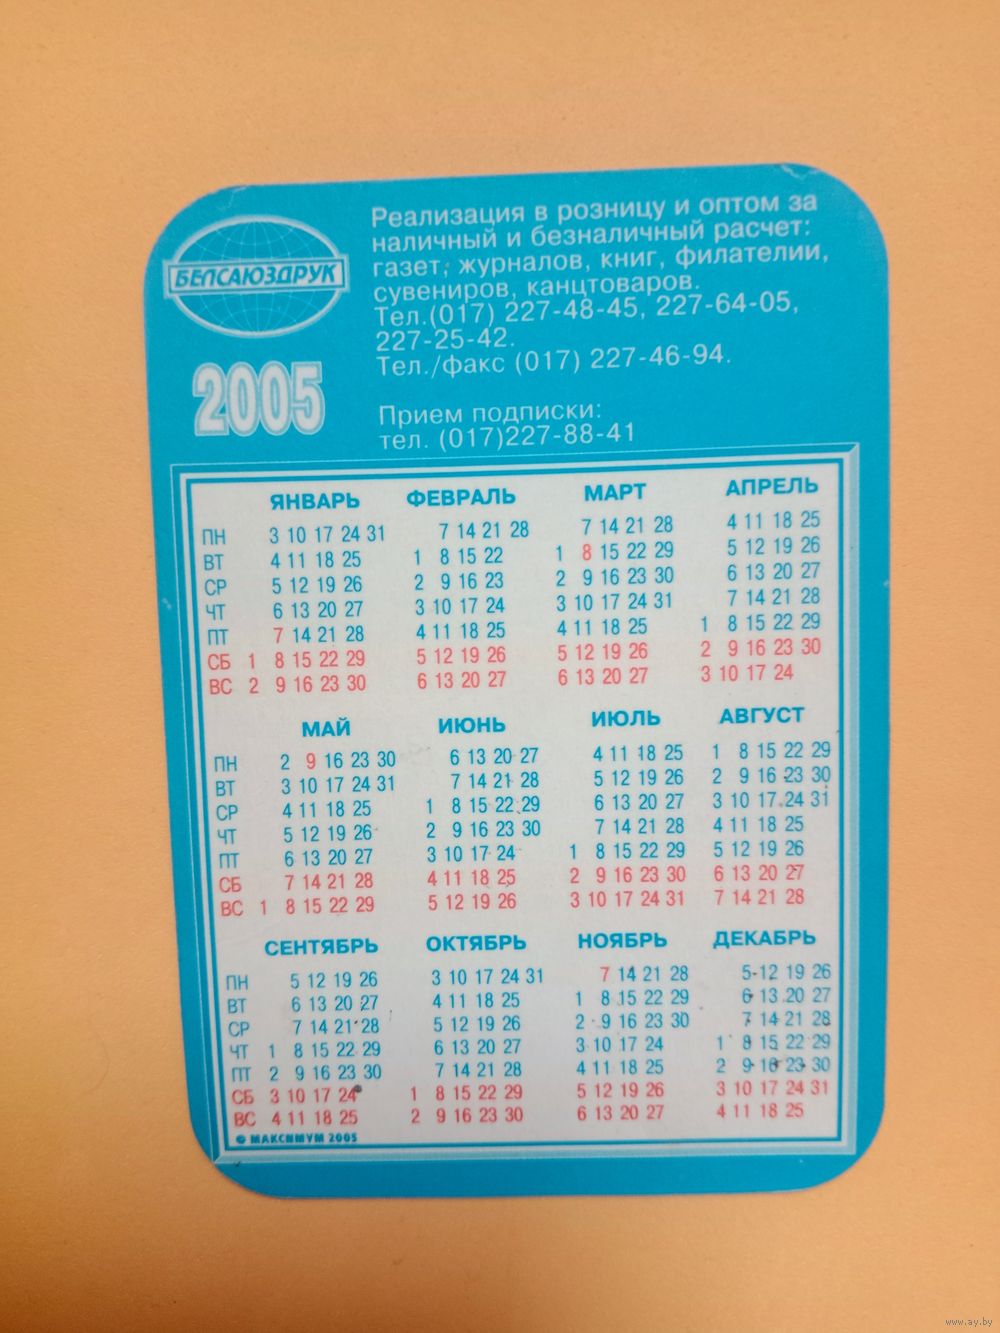 Реализация в розницу и оптом за
наличный и безналичный расчет:
газет, журналов, книг, филателии,
сувениров, канцтоваров.
Тел.(017) 227-48-45, 227-64-05,
227-25-42.
Тел./факс (017) 227-46-94.
Прием подписки:
тел. (017)227-88-41
БЕЛСАЮЗДРУК
2005
ЯНВАРЬ ФЕВРАЛЬ МАРТ АПРЕЛЬ
ПН 3 10 17 24 31 7 14 21 28 7 14 21 28 4 11 18 25
ВТ 4 11 18 25 1 8 15 22 1 8 15 22 29 5 12 19 26
СР 5 12 19 26 2 9 16 23 2 9 16 23 30 6 13 20 27
ЧТ 6 13 20 27 3 10 17 24 3 10 17 24 31 7 14 21 28
ПТ 7 14 21 28 4 11 18 25 4 11 18 25 1 8 15 22 29
СБ 1 8 15 22 29 5 12 19 26 5 12 19 26 2 9 16 23 30
ВС 2 9 16 23 30 6 13 20 27 6 13 20 27 3 10 17 24
МАЙ ИЮНЬ ИЮЛЬ АВГУСТ
ПН 2 9 16 23 30 6 13 20 27 4 11 18 25 1 8 15 22 29
ВТ 3 10 17 24 31 7 14 21 28 5 12 19 26 2 9 16 23 30
СР 4 11 18 25 1 8 15 22 29 6 13 20 27 3 10 17 24 31
ЧТ 5 12 19 26 2 9 16 23 30 7 14 21 28 4 11 18 25
ПТ 6 13 20 27 3 10 17 24 1 8 15 22 29 5 12 19 26
СБ 7 14 21 28 4 11 18 25 2 9 16 23 30 6 13 20 27
ВС 1 8 15 22 29 5 12 19 26 3 10 17 24 31 7 14 21 28
СЕНТЯБРЬ ОКТЯБРЬ НОЯБРЬ ДЕКАБРЬ
ПН 5 12 19 26 3 10 17 24 31 7 14 21 28 5 12 19 26
ВТ 6 13 20 27 4 11 18 25 1 8 15 22 29 6 13 20 27
СР 7 14 21 28 5 12 19 26 2 9 16 23 30 7 14 21 28
ЧТ 1 8 15 22 29 6 13 20 27 3 10 17 24 1 8 15 22 29
ПТ 2 9 16 23 30 7 14 21 28 4 11 18 25 2 9 16 23 30
СБ 3 10 17 24 1 8 15 22 29 5 12 19 26 3 10 17 24 31
ВС 4 11 18 25 2 9 16 23 30 6 13 20 27 4 11 18 25
© МАКСИМУМ 2005
www.ay.by